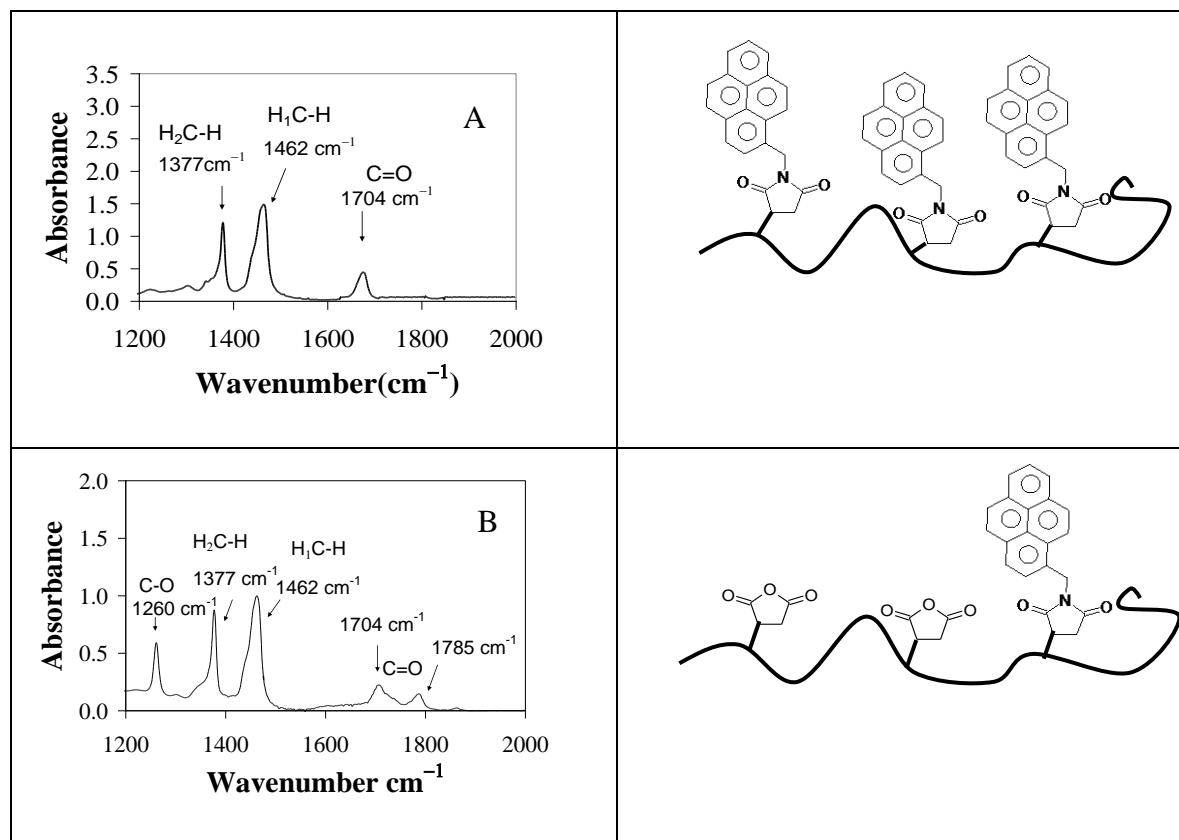 A
3.5
3.0
2.5
2.0
1.5
1.0
0.5
0.0
Absorbance
H₂C-H
1377cm⁻¹
H₁C-H
1462 cm⁻¹
C=O
1704 cm⁻¹
1200 1400 1600 1800 2000
Wavenumber(cm⁻¹)
N
O O
N
O O
N
O O
B
2.0
1.5
1.0
0.5
0.0
Absorbance
C-O
1260 cm⁻¹
H₂C-H
1377 cm⁻¹
H₁C-H
1462 cm⁻¹
1704 cm⁻¹
C=O
1785 cm⁻¹
1200 1400 1600 1800 2000
Wavenumber cm⁻¹
O O O
O O O
N
O O